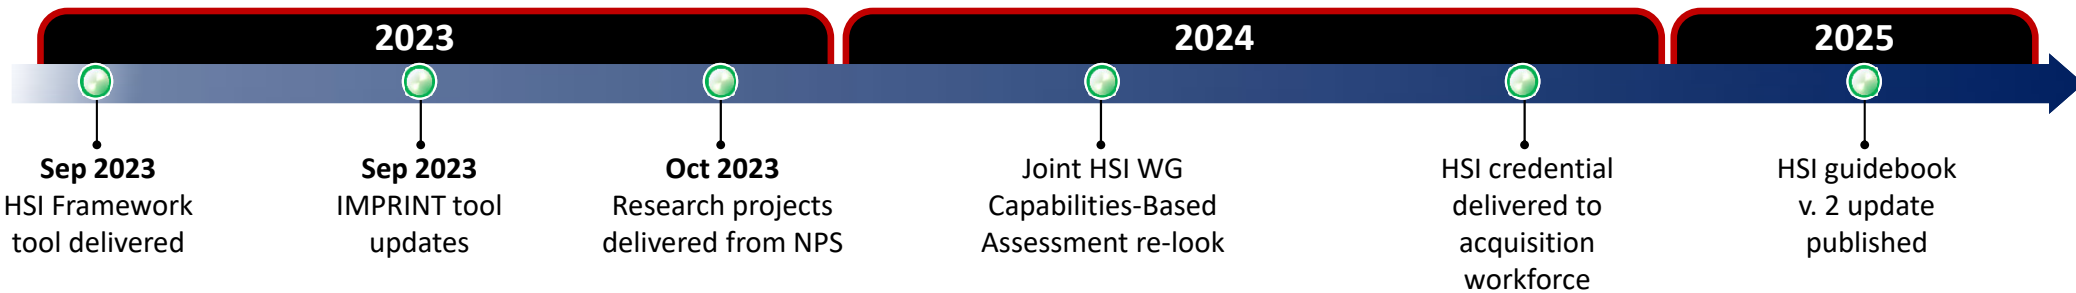 2023
2024
2025
Sep 2023
HSI Framework
tool delivered
Sep 2023
IMPRINT tool
updates
Oct 2023
Research projects
delivered from NPS
Joint HSI WG
Capabilities-Based
Assessment re-look
HSI credential
delivered to
acquisition
workforce
HSI guidebook
v. 2 update
published